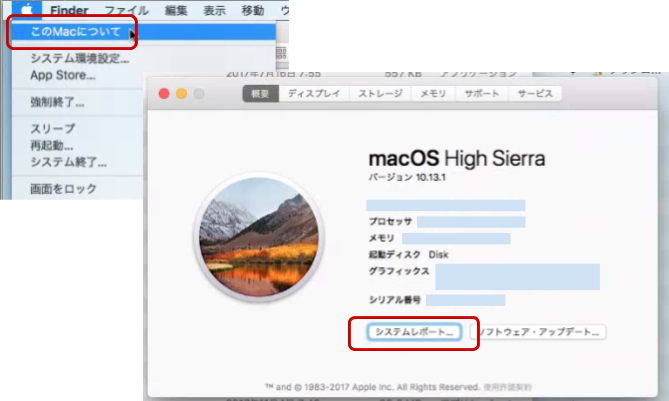 Finder ファイル 編集 表示 移動
このMacについて
システム環境設定...
App Store...
強制終了...
スリープ
再起動...
システム終了...
画面をロック
2017年7月16日 7:55 557 KB アプリケーション
概要 ディスプレイ ストレージ メモリ サポート サービス
macOS High Sierra
バージョン 10.13.1
プロセッサ
メモリ
起動ディスク Disk
グラフィックス
シリアル番号
システムレポート... ソフトウェア・アップデート...
™ and © 1983-2017 Apple Inc. All Rights Reserved. 使用許諾契約